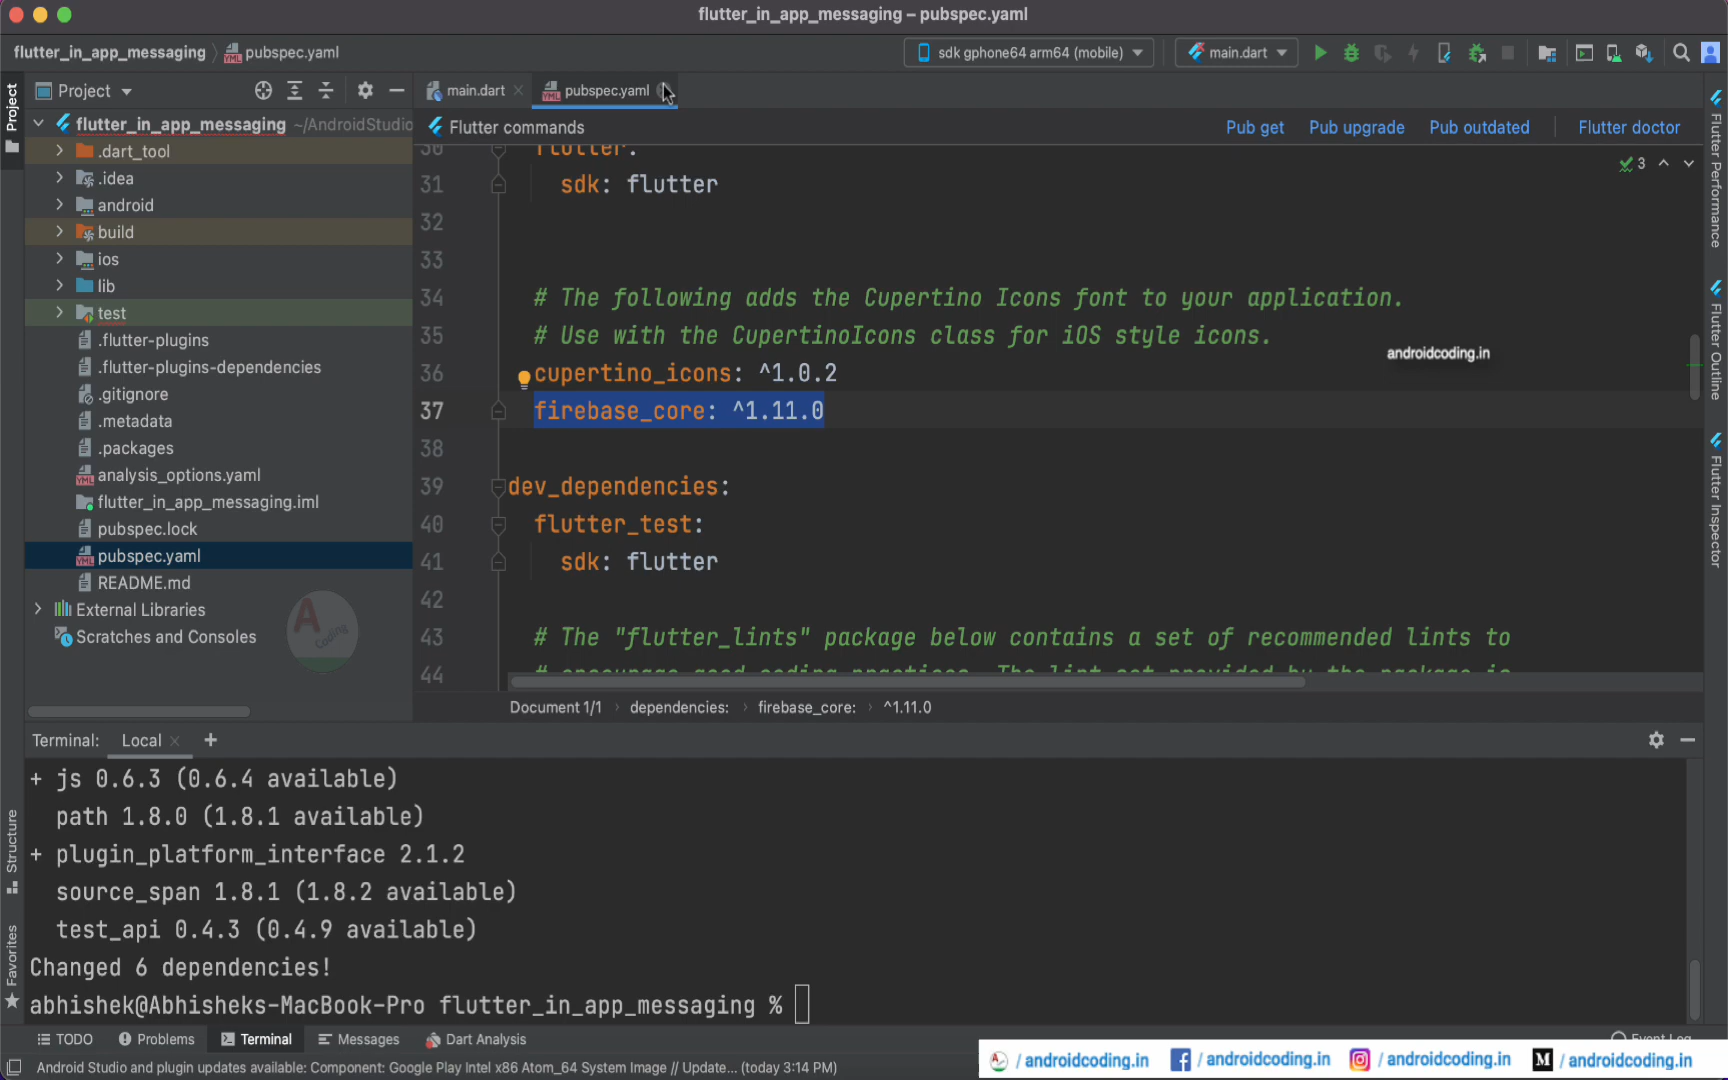 flutter_in_app_messaging – pubspec.yaml
flutter_in_app_messaging pubspec.yaml
sdk gphone64 arm64 (mobile) main.dart
Project
Project
main.dart pubspec.yaml
flutter_in_app_messaging ~/AndroidStudio
Flutter commands Pub get Pub upgrade Pub outdated Flutter doctor
.dart_tool
.idea
android
build
ios
lib
test
.flutter-plugins
.flutter-plugins-dependencies
.gitignore
.metadata
.packages
analysis_options.yaml
flutter_in_app_messaging.iml
pubspec.lock
pubspec.yaml
README.md
External Libraries
Scratches and Consoles
A Coding
30 flutter:
3
31 sdk: flutter
32
33
34 # The following adds the Cupertino Icons font to your application.
35 # Use with the CupertinoIcons class for iOS style icons.
androidcoding.in
36 cupertino_icons: ^1.0.2
37 firebase_core: ^1.11.0
38
39 dev_dependencies:
40 flutter_test:
41 sdk: flutter
42
43 # The "flutter_lints" package below contains a set of recommended lints to
44 # encourage good coding practices. The lint set provided by the package is
Document 1/1 dependencies: firebase_core: ^1.11.0
Flutter Performance
Flutter Outline
Flutter Inspector
Terminal: Local +
+ js 0.6.3 (0.6.4 available)
path 1.8.0 (1.8.1 available)
+ plugin_platform_interface 2.1.2
source_span 1.8.1 (1.8.2 available)
test_api 0.4.3 (0.4.9 available)
Changed 6 dependencies!
abhishek@Abhisheks-MacBook-Pro flutter_in_app_messaging %
Structure
Favorites
TODO Problems Terminal Messages Dart Analysis Event Log
Android Studio and plugin updates available: Component: Google Play Intel x86 Atom_64 System Image // Update... (today 3:14 PM)
/ androidcoding.in / androidcoding.in / androidcoding.in M / androidcoding.in